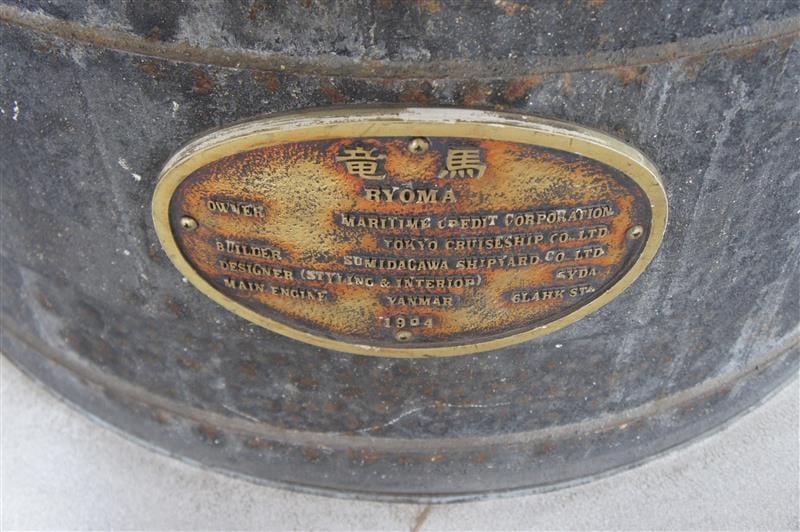 竜馬
RYOMA
OWNER MARITIME CREDIT CORPORATION
TOKYO CRUISESHIP CO. LTD
BUILDER SUMIDAGAWA SHIPYARD CO. LTD.
DESIGNER (STYLING & INTERIOR) SYDA
MAIN ENGINE YANMAR 6LAHK